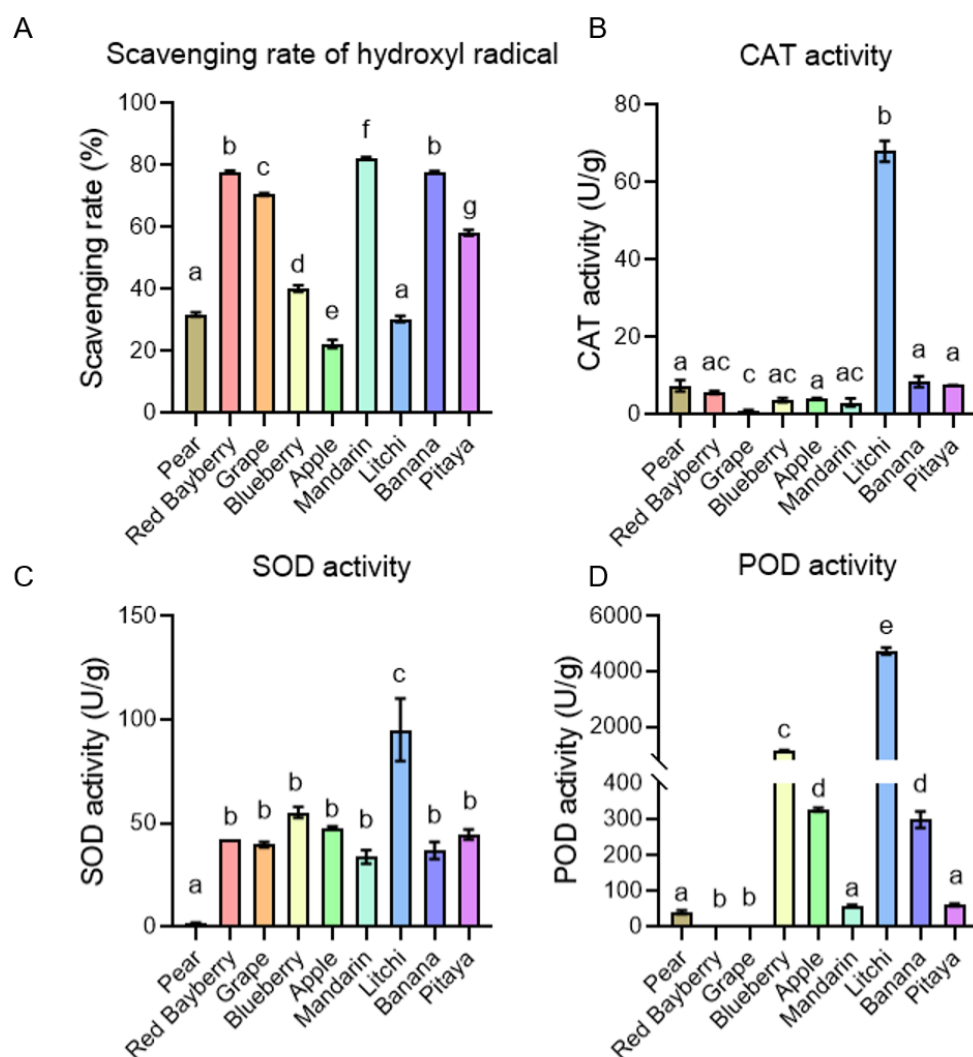 A
Scavenging rate of hydroxyl radical
Scavenging rate (%)
100
80
60
40
20
0
a
b
c
d
e
f
a
b
g
Pear
Red Bayberry
Grape
Blueberry
Apple
Mandarin
Litchi
Banana
Pitaya
B
CAT activity
CAT activity (U/g)
80
60
40
20
0
a
ac
c
ac
a
ac
b
a
a
Pear
Red Bayberry
Grape
Blueberry
Apple
Mandarin
Litchi
Banana
Pitaya
C
SOD activity
SOD activity (U/g)
150
100
50
0
a
b
b
b
b
b
c
b
b
Pear
Red Bayberry
Grape
Blueberry
Apple
Mandarin
Litchi
Banana
Pitaya
D
POD activity
POD activity (U/g)
6000
4000
2000
400
300
200
100
0
a
b
b
c
d
a
e
d
a
Pear
Red Bayberry
Grape
Blueberry
Apple
Mandarin
Litchi
Banana
Pitaya